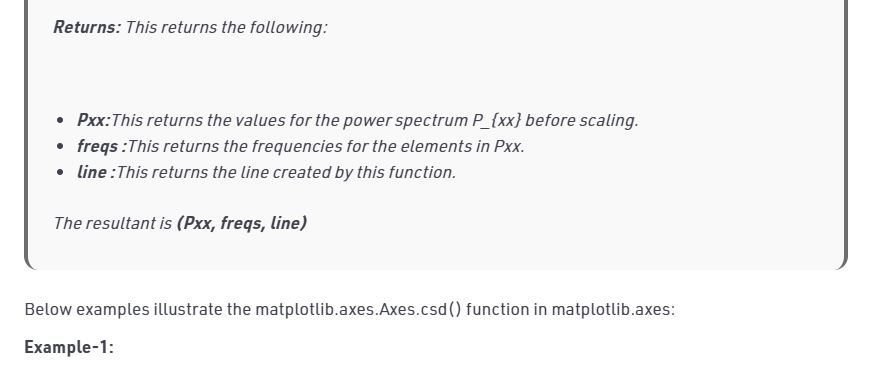 Returns: This returns the following:
Pxx:This returns the values for the power spectrum P_{xx} before scaling.
freqs :This returns the frequencies for the elements in Pxx.
line :This returns the line created by this function.
The resultant is (Pxx, freqs, line)
Below examples illustrate the matplotlib.axes.Axes.csd() function in matplotlib.axes:
Example-1: